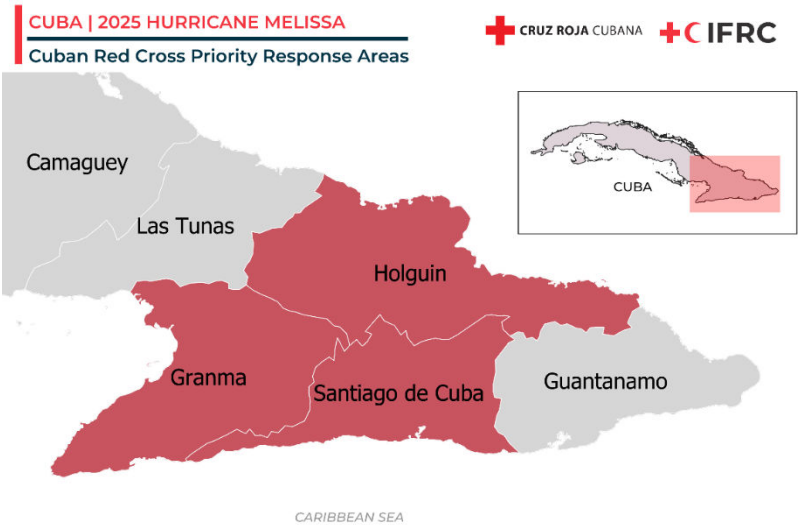 CUBA | 2025 HURRICANE MELISSA
Cuban Red Cross Priority Response Areas
CRUZ ROJA CUBANA
IFRC
Camaguey
Las Tunas
CUBA
Holguin
Granma
Santiago de Cuba
Guantanamo
CARIBBEAN SEA